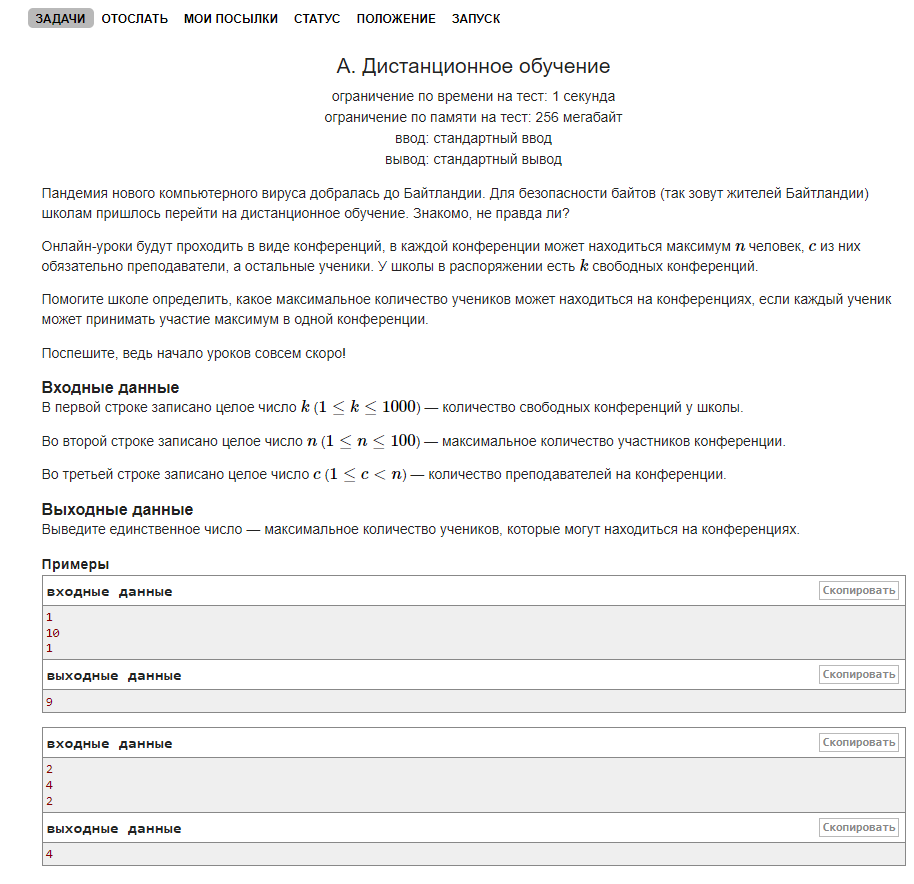 ЗАДАЧИ ОТОСЛАТЬ МОИ ПОСЫЛКИ СТАТУС ПОЛОЖЕНИЕ ЗАПУСК
А. Дистанционное обучение
ограничение по времени на тест: 1 секунда
ограничение по памяти на тест: 256 мегабайт
ввод: стандартный ввод
вывод: стандартный вывод
Пандемия нового компьютерного вируса добралась до Байтландии. Для безопасности байтов (так зовут жителей Байтландии)
школам пришлось перейти на дистанционное обучение. Знакомо, не правда ли?
Онлайн-уроки будут проходить в виде конференций, в каждой конференции может находиться максимум n человек, c из них
обязательно преподаватели, а остальные ученики. У школы в распоряжении есть k свободных конференций.
Помогите школе определить, какое максимальное количество учеников может находиться на конференциях, если каждый ученик
может принимать участие максимум в одной конференции.
Поспешите, ведь начало уроков совсем скоро!
Входные данные
В первой строке записано целое число k (1 ≤ k ≤ 1000) — количество свободных конференций у школы.
Во второй строке записано целое число n (1 ≤ n ≤ 100) — максимальное количество участников конференции.
В третьей строке записано целое число c (1 ≤ c < n) — количество преподавателей на конференции.
Выходные данные
Выведите единственное число — максимальное количество учеников, которые могут находиться на конференциях.
Примеры
входные данные Скопировать
1
10
1
выходные данные Скопировать
9
входные данные Скопировать
2
4
2
выходные данные Скопировать
4